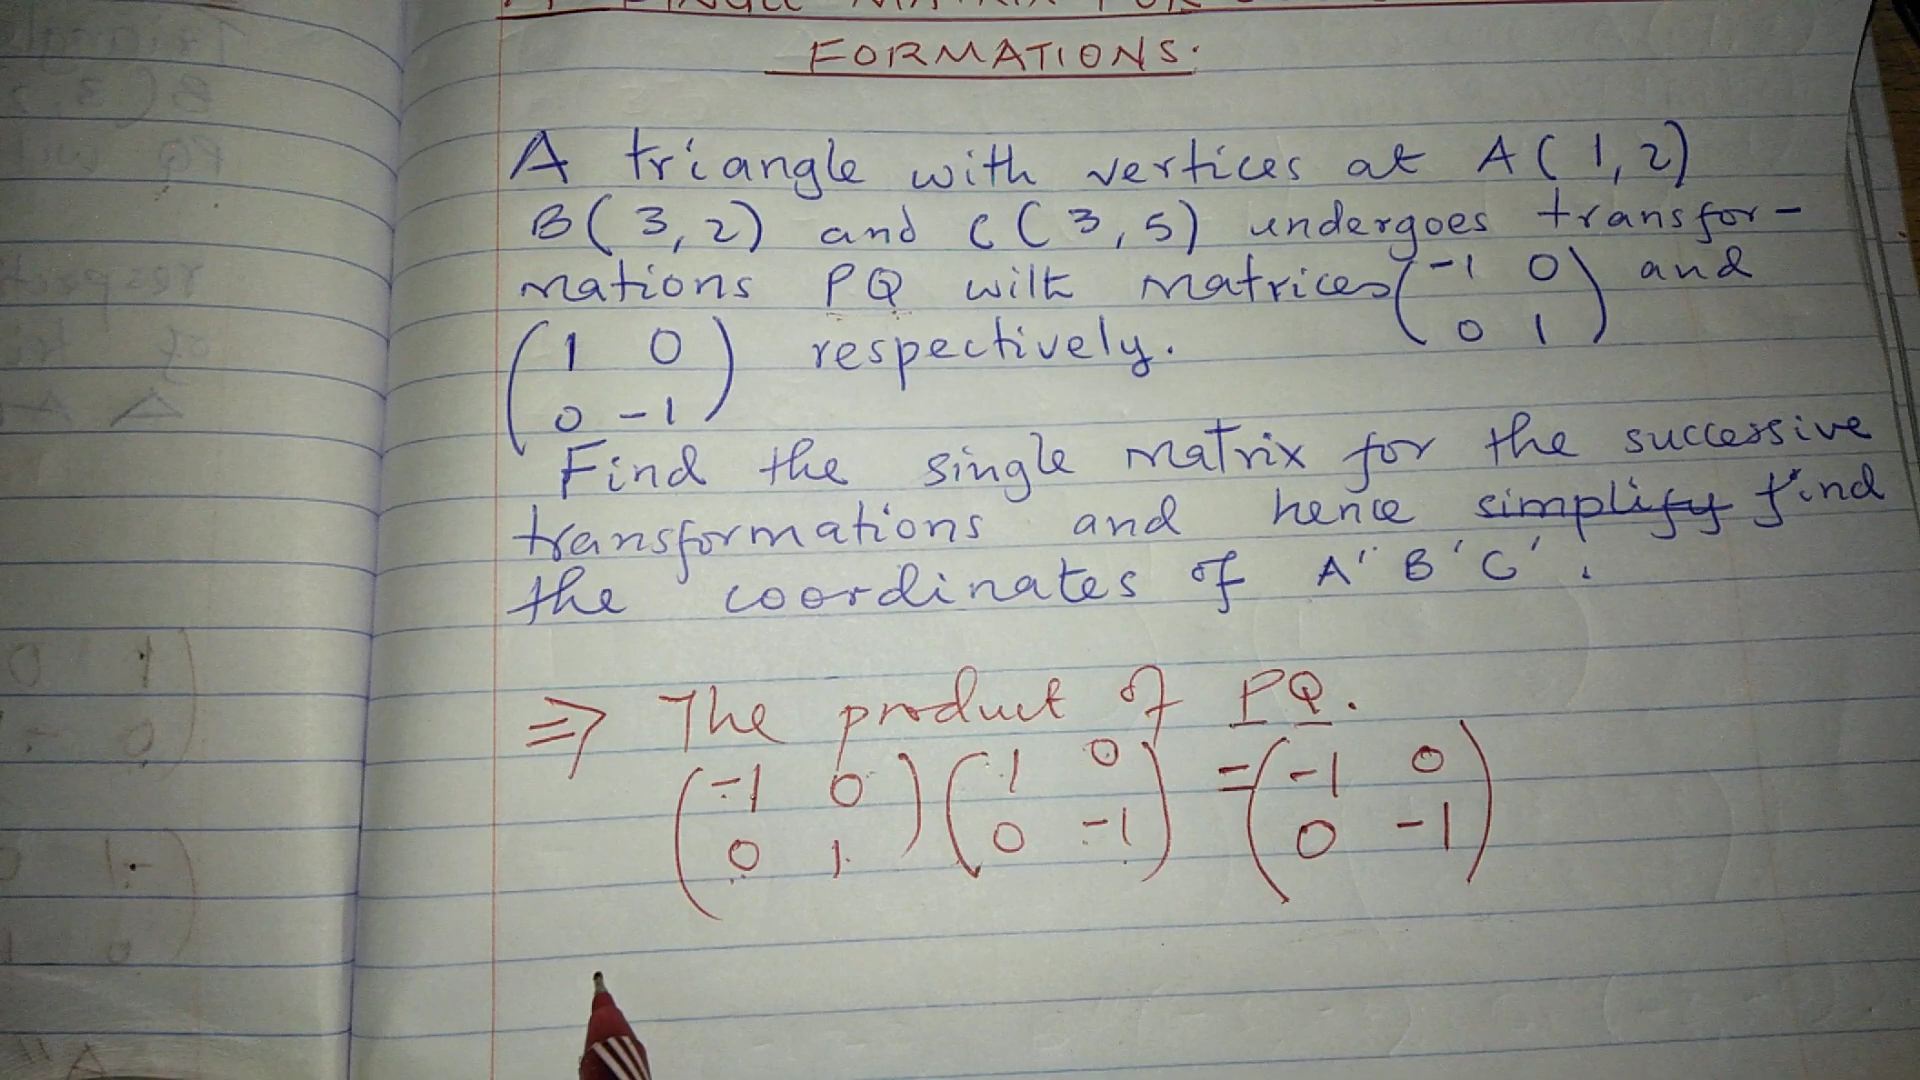 FORMATIONS.
A triangle with vertices at A(1,2)
B(3,2) and C(3,5) undergoes transfor-
mations PQ with matrices (-1 0 and
0 1)
(1 0 respectively.
0 -1)
Find the single matrix for the successive
transformations and hence simplify find
the coordinates of A" B' C'.
⇒ The product of PQ.
(-1 0) (1 0) = (-1 0)
(0 1) (0 -1) (0 -1)